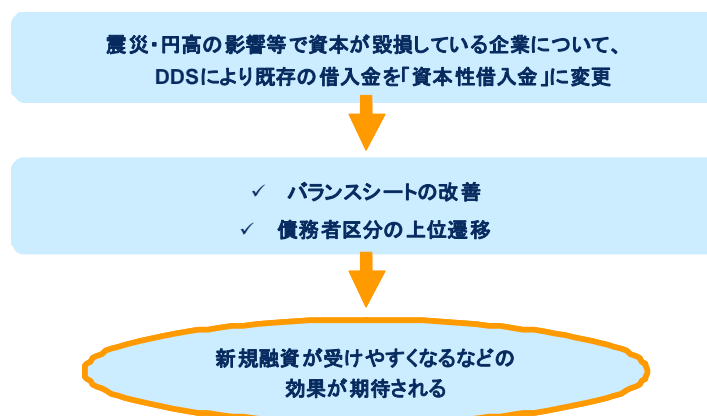 震災・円高の影響等で資本が毀損している企業について、
DDSにより既存の借入金を「資本性借入金」に変更
✓ バランスシートの改善
✓ 債務者区分の上位遷移
新規融資が受けやすくなるなどの
効果が期待される